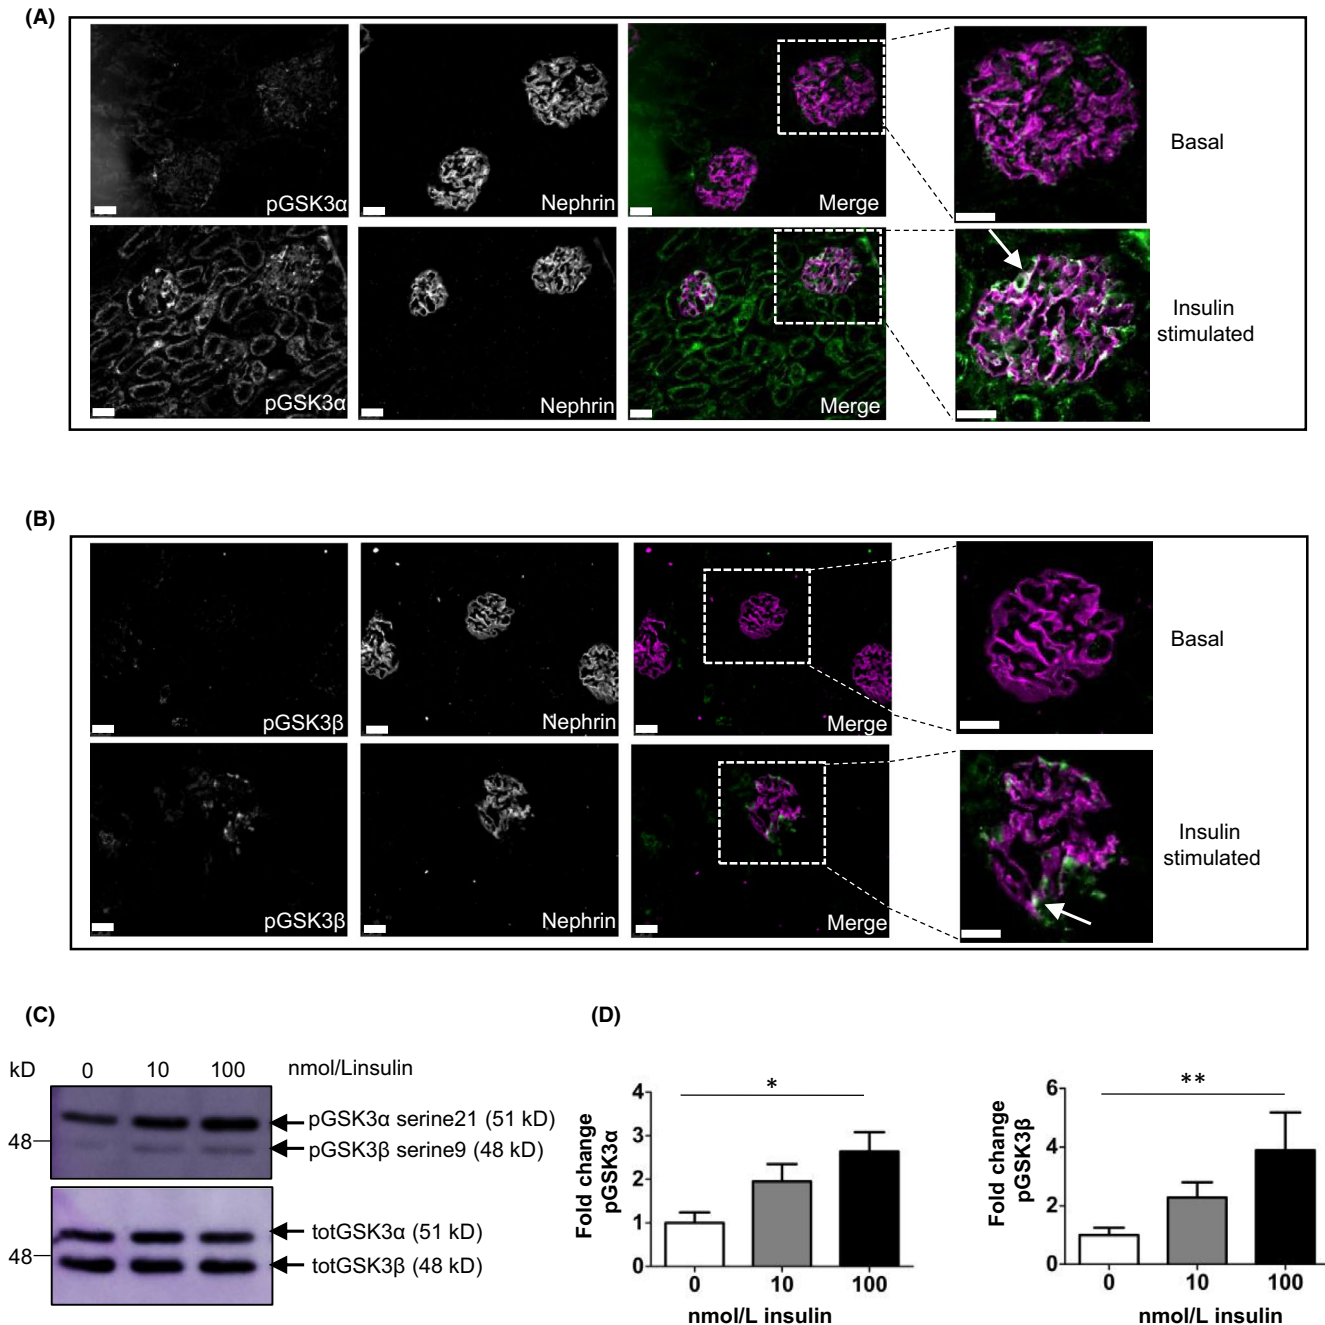 (A)
pGSK3α
Nephrin
Merge
Basal
pGSK3α
Nephrin
Merge
Insulin
stimulated
(B)
pGSK3β
Nephrin
Merge
Basal
pGSK3β
Nephrin
Merge
Insulin
stimulated
(C)
kD 0 10 100 nmol/Linsulin
pGSK3α serine21 (51 kD)
48
pGSK3β serine9 (48 kD)
totGSK3α (51 kD)
48
totGSK3β (48 kD)
(D)
Fold change
pGSK3α
4
3
2
1
0
*
0 10 100
nmol/L insulin
Fold change
pGSK3β
6
4
2
0
**
0 10 100
nmol/L insulin